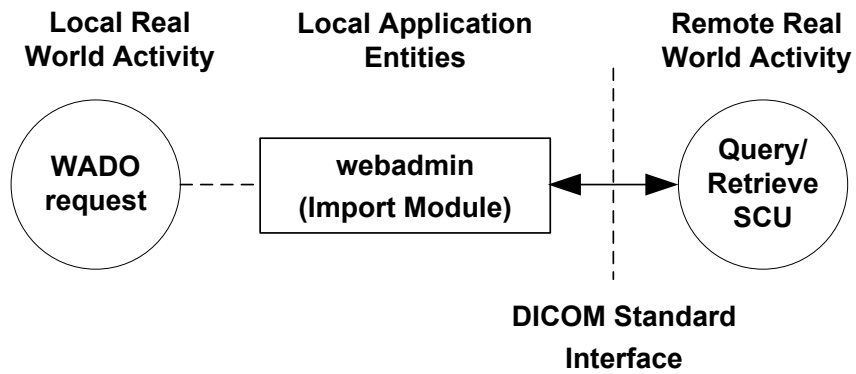 Local Real
World Activity
Local Application
Entities
Remote Real
World Activity
WADO
request
webadmin
(Import Module)
Query/
Retrieve
SCU
DICOM Standard
Interface